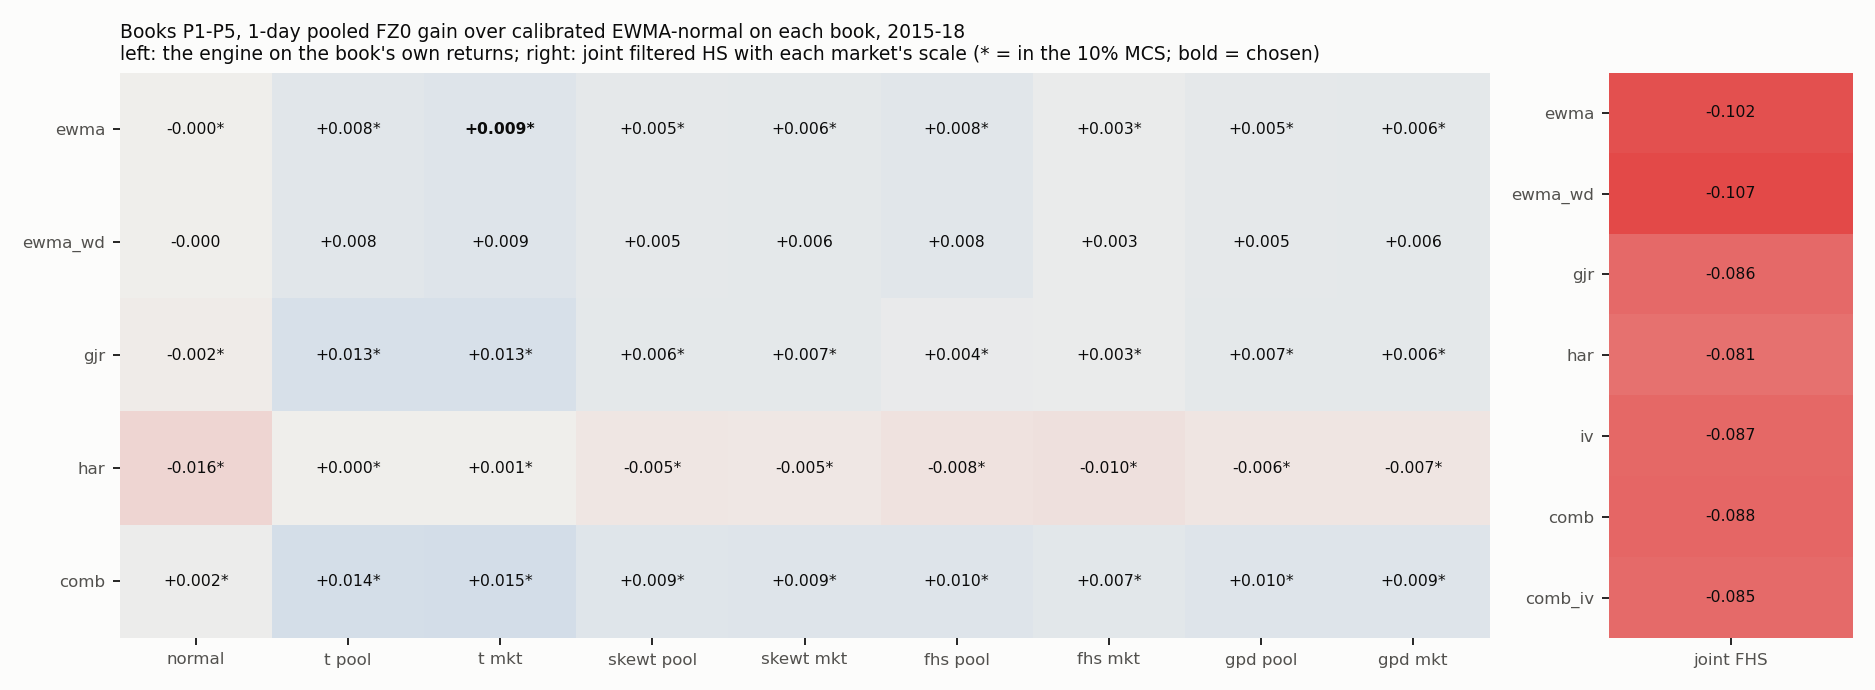 Books P1-P5, 1-day pooled FZ0 gain over calibrated EWMA-normal on each book, 2015-18
left: the engine on the book's own returns; right: joint filtered HS with each market's scale (* = in the 10% MCS; bold = chosen)
ewma -0.000* +0.008* +0.009* +0.005* +0.006* +0.008* +0.003* +0.005* +0.006*
ewma_wd -0.000 +0.008 +0.009 +0.005 +0.006 +0.008 +0.003 +0.005 +0.006
gjr -0.002* +0.013* +0.013* +0.006* +0.007* +0.004* +0.003* +0.007* +0.006*
har -0.016* +0.000* +0.001* -0.005* -0.005* -0.008* -0.010* -0.006* -0.007*
comb +0.002* +0.014* +0.015* +0.009* +0.009* +0.010* +0.007* +0.010* +0.009*
normal t pool t mkt skewt pool skewt mkt fhs pool fhs mkt gpd pool gpd mkt
ewma -0.102
ewma_wd -0.107
gjr -0.086
har -0.081
iv -0.087
comb -0.088
comb_iv -0.085
joint FHS